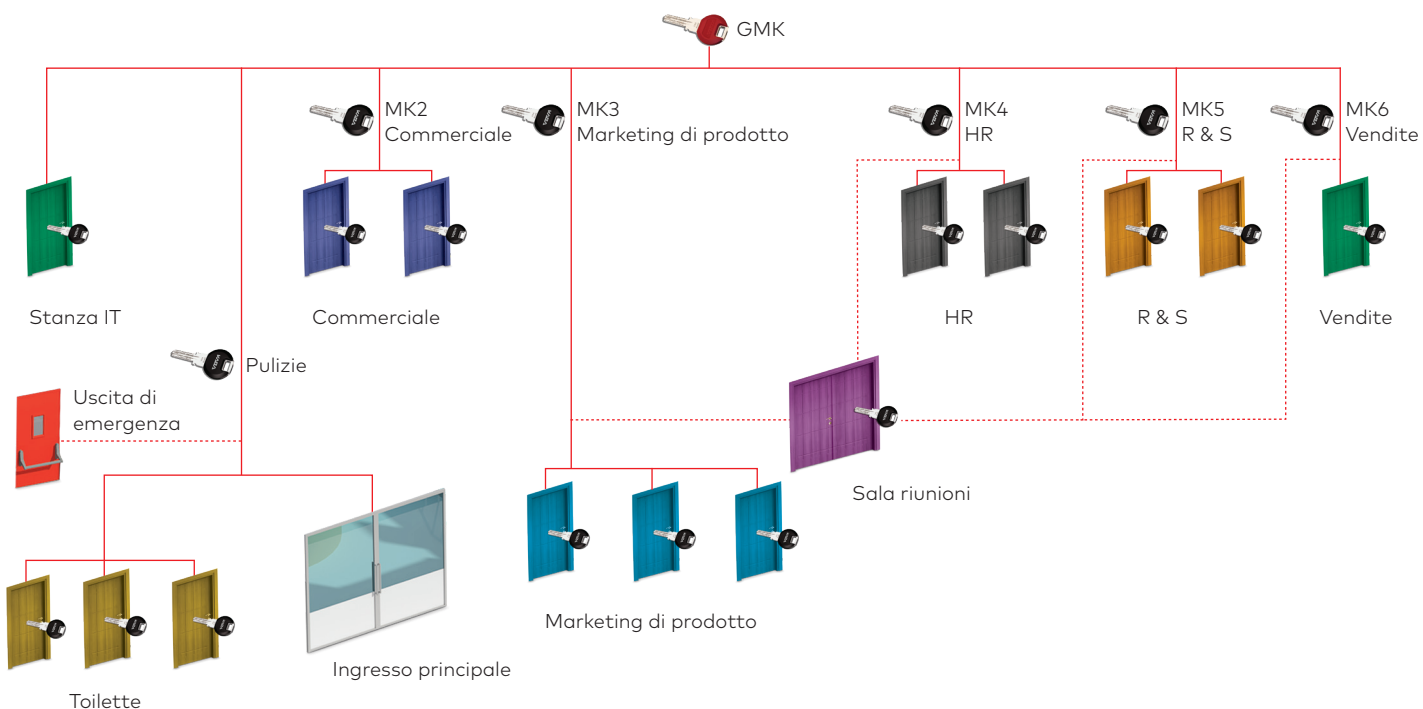 GMK
MK2
Commerciale
MK3
Marketing di prodotto
MK4
HR
MK5
R & S
MK6
Vendite
Stanza IT
Commerciale
HR
R & S
Vendite
Pulizie
Uscita di
emergenza
Sala riunioni
Marketing di prodotto
Ingresso principale
Toilette